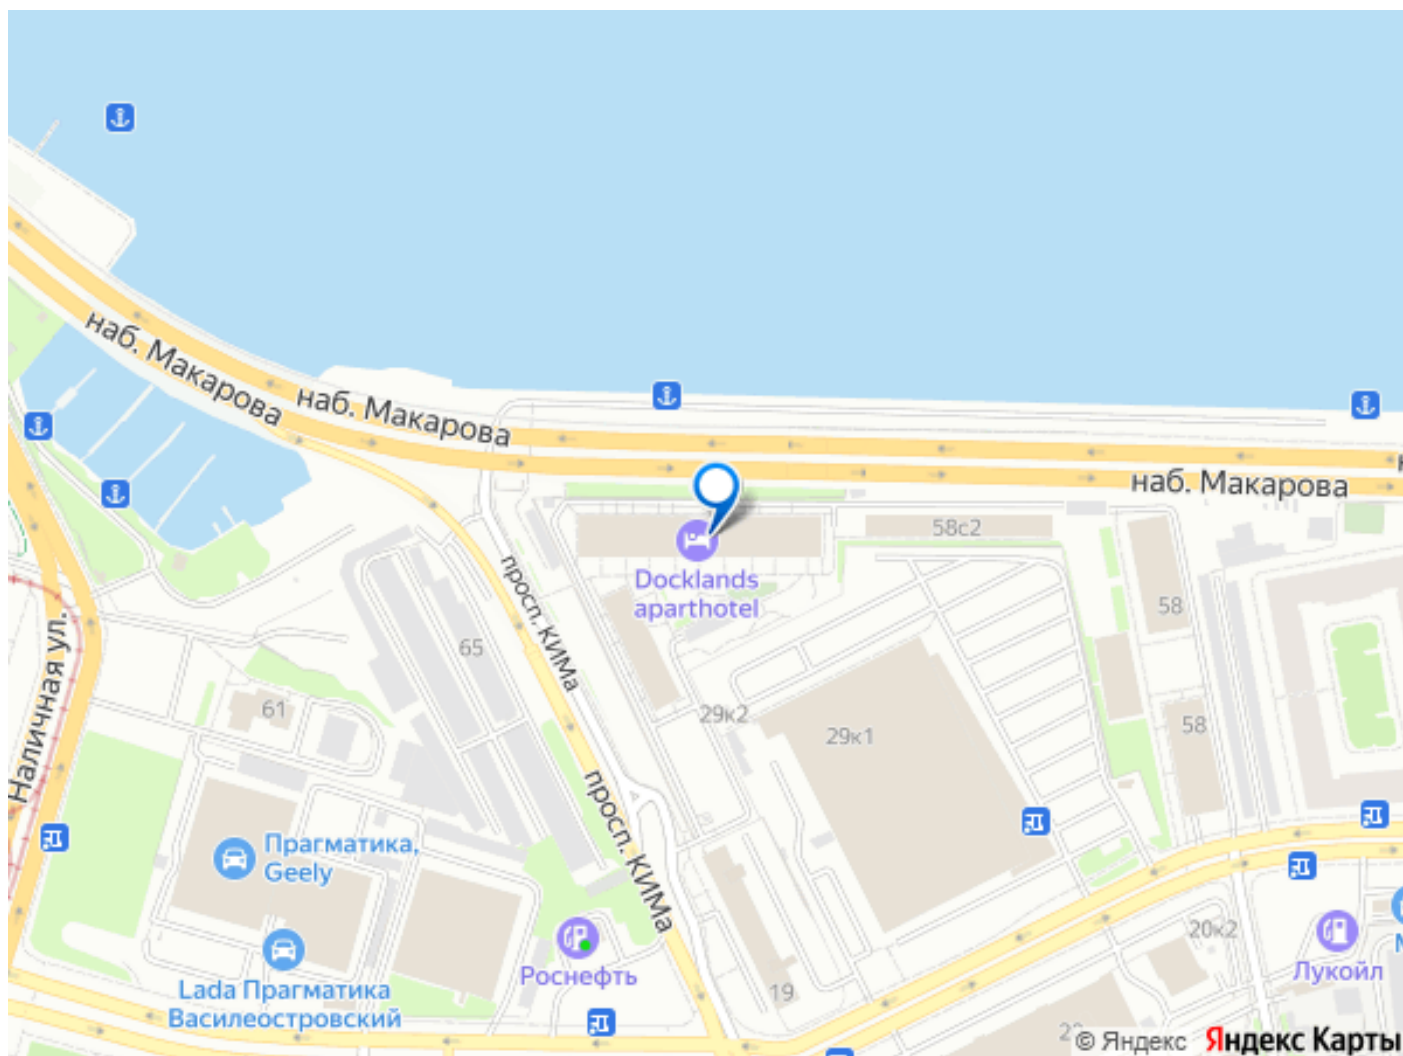 наб. Макарова
наб. Макарова
наб. Макарова
Docklands
aparthotel
58с2
58
65
просп. КИМа
Наличная ул.
61
29к2
29к1
58
просп. КИМа
Прагматика,
Geely
Роснефть
Lada Прагматика
Василеостровский
19
20к2
Лукойл
© Яндекс Яндекс Карты